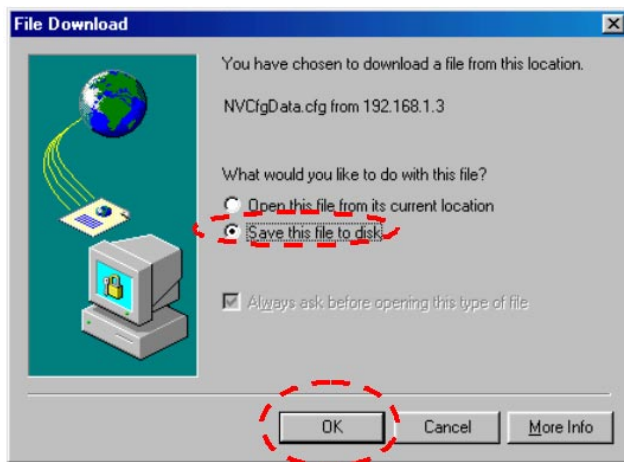 File Download
You have chosen to download a file from this location.
NVCfgData.cfg from 192.168.1.3
What would you like to do with this file?
Open this file from its current location
Save this file to disk
Always ask before opening this type of file
OK Cancel More Info